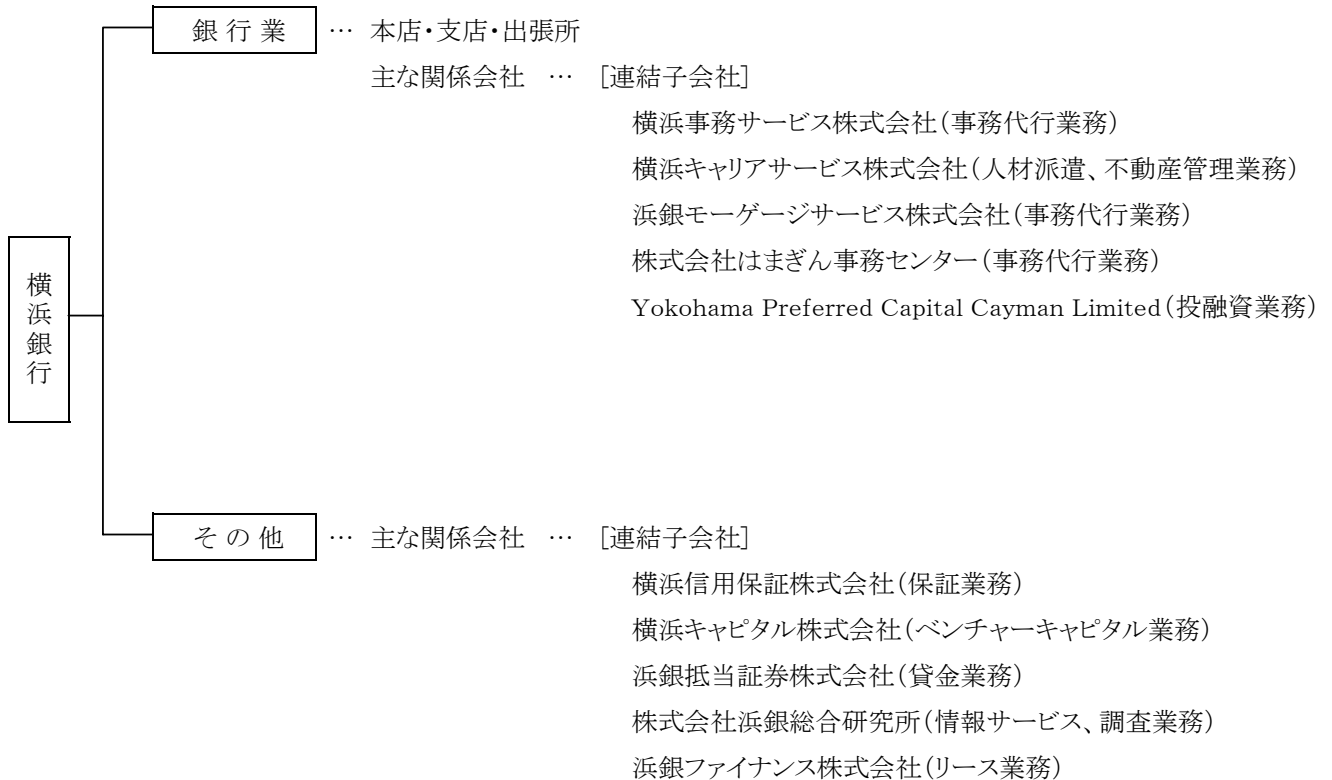 銀行業 … 本店・支店・出張所
主な関係会社 … [連結子会社]
横浜事務サービス株式会社(事務代行業務)
横浜キャリアサービス株式会社(人材派遣、不動産管理業務)
浜銀モーゲージサービス株式会社(事務代行業務)
株式会社はまぎん事務センター(事務代行業務)
Yokohama Preferred Capital Cayman Limited(投融資業務)
横浜銀行
その他 … 主な関係会社 … [連結子会社]
横浜信用保証株式会社(保証業務)
横浜キャピタル株式会社(ベンチャーキャピタル業務)
浜銀抵当証券株式会社(貸金業務)
株式会社浜銀総合研究所(情報サービス、調査業務)
浜銀ファイナンス株式会社(リース業務)